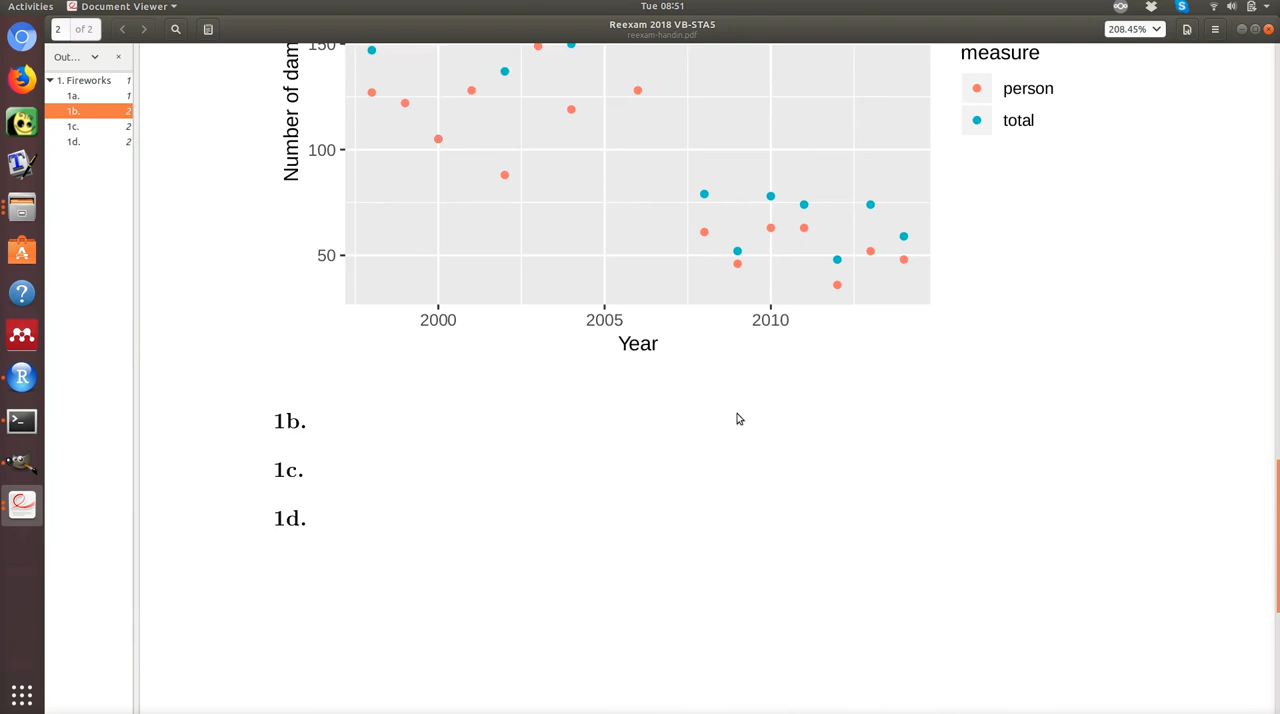 Activities Document Viewer Tue 08:51
2 of 2 Reexam 2018 VB-STA5 208.45%
reexam-handin.pdf
Out...
1. Fireworks 1
1a. 1
1b. 2
1c. 2
1d. 2
Number of dam
150
100
50
2000 2005 2010
Year
measure
person
total
1b.
1c.
1d.